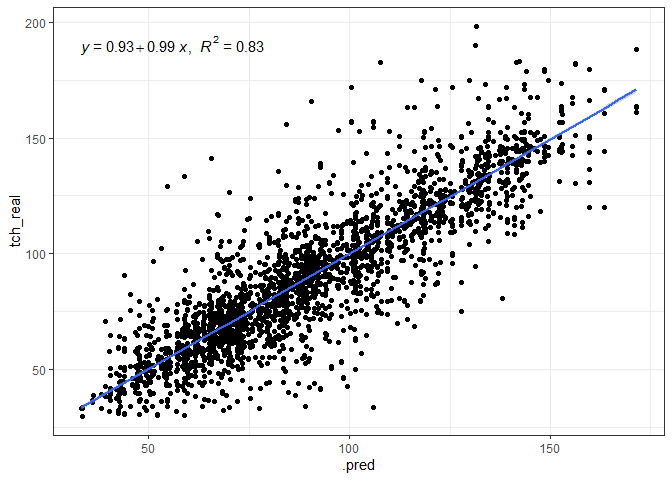 200
y = 0.93 + 0.99 x, R² = 0.83
150
tch_real
100
50
50 100 150
.pred